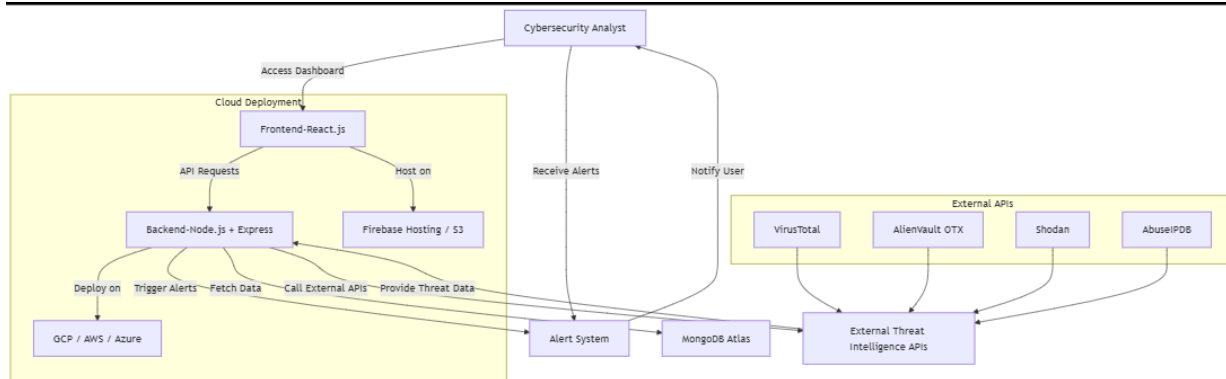 Cybersecurity Analyst
Access Dashboard
Cloud Deployment
Frontend-React.js
API Requests
Host on
Receive Alerts
Notify User
External APIs
VirusTotal
AlienVault OTX
Shodan
AbuseIPDB
Backend-Node.js + Express
Firebase Hosting / S3
Deploy on
Trigger Alerts
Fetch Data
Call External APIs
Provide Threat Data
GCP / AWS / Azure
Alert System
MongoDB Atlas
External Threat
Intelligence APIs